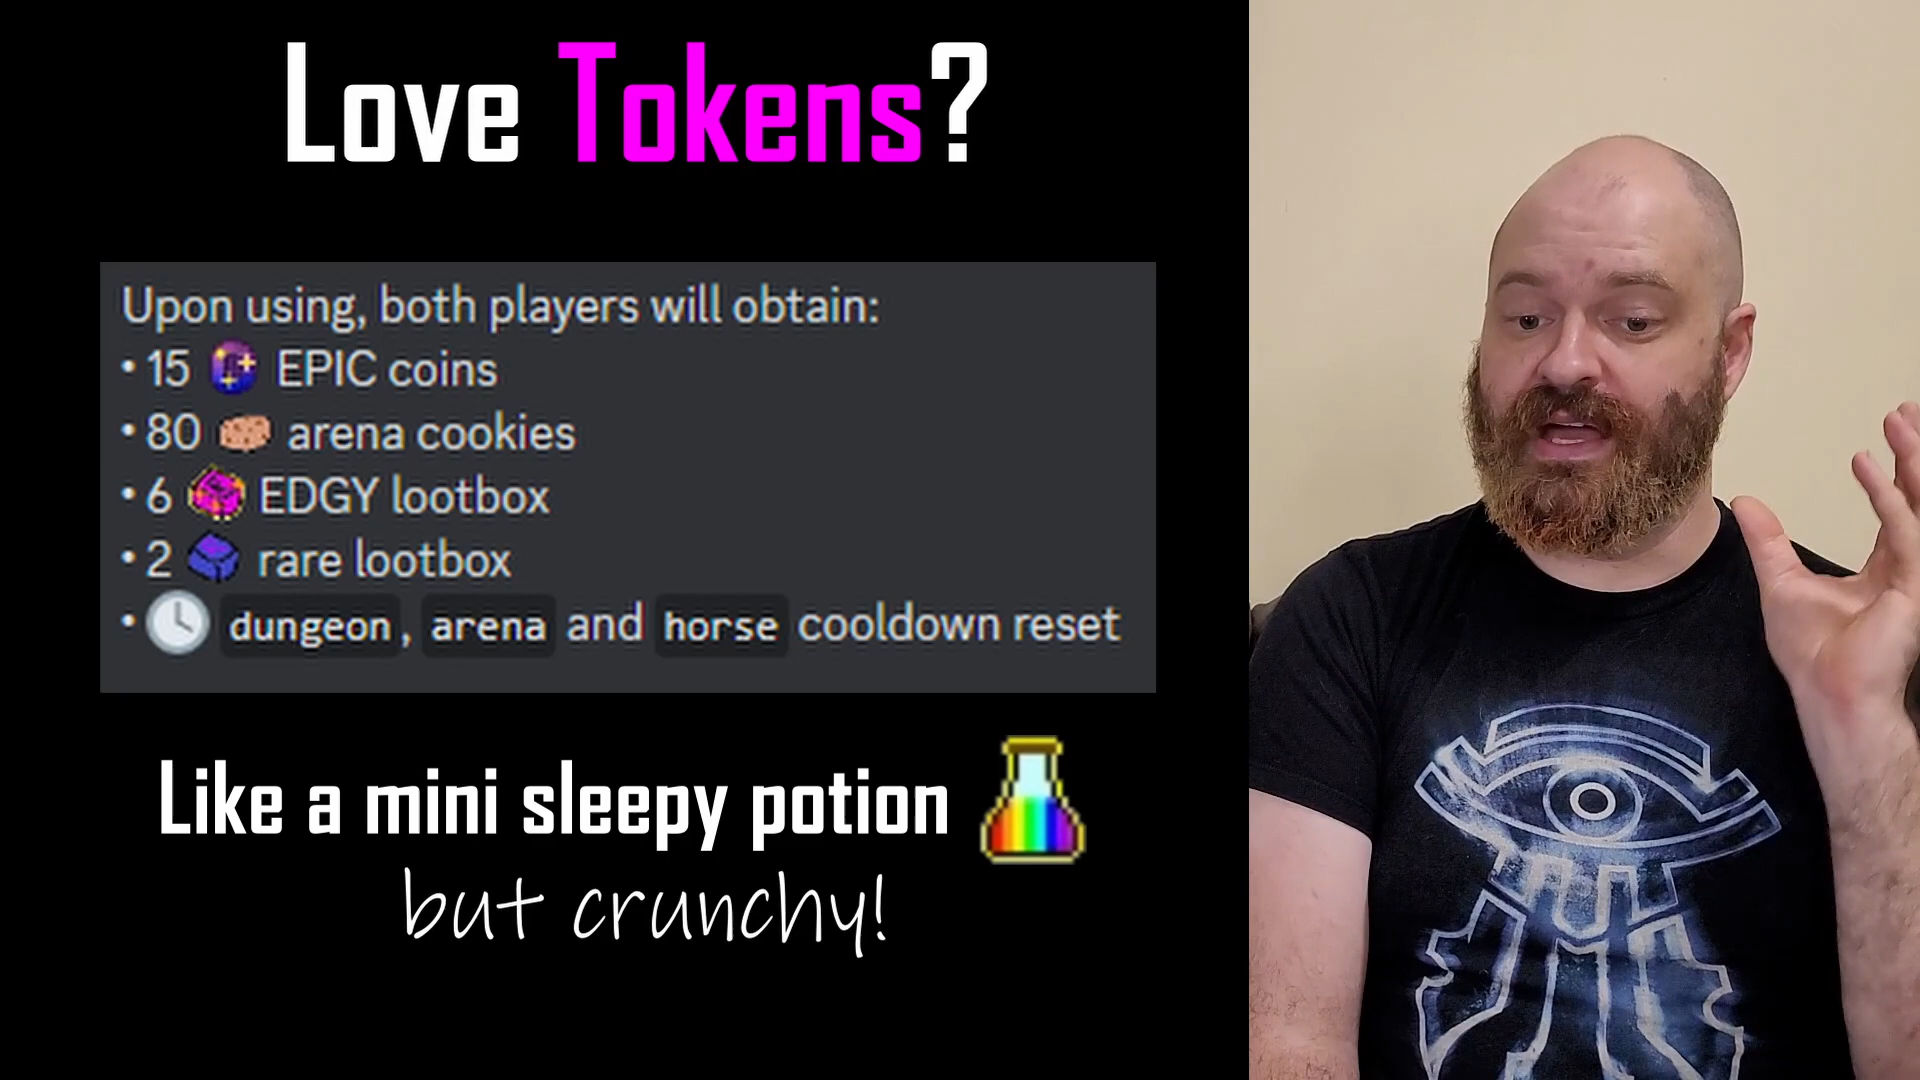 Love Tokens?
Upon using, both players will obtain:
• 15 EPIC coins
• 80 arena cookies
• 6 EDGY lootbox
• 2 rare lootbox
• dungeon, arena and horse cooldown reset
Like a mini sleepy potion
but crunchy!